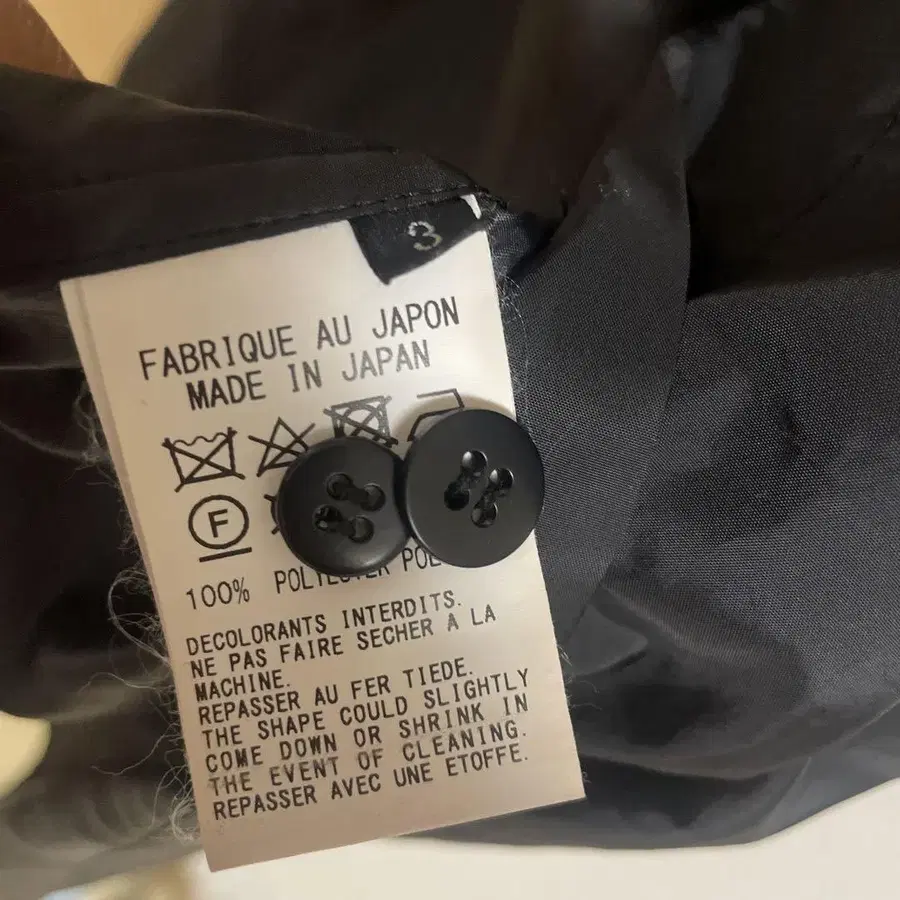 3
FABRIQUE AU JAPON
MADE IN JAPAN
F
100% POLYESTER
DECOLORANTS INTERDITS.
NE PAS FAIRE SECHER A LA
MACHINE.
REPASSER AU FER TIEDE.
THE SHAPE COULD SLIGHTLY
COME DOWN OR SHRINK IN
THE EVENT OF CLEANING.
REPASSER AVEC UNE ETOFFE.